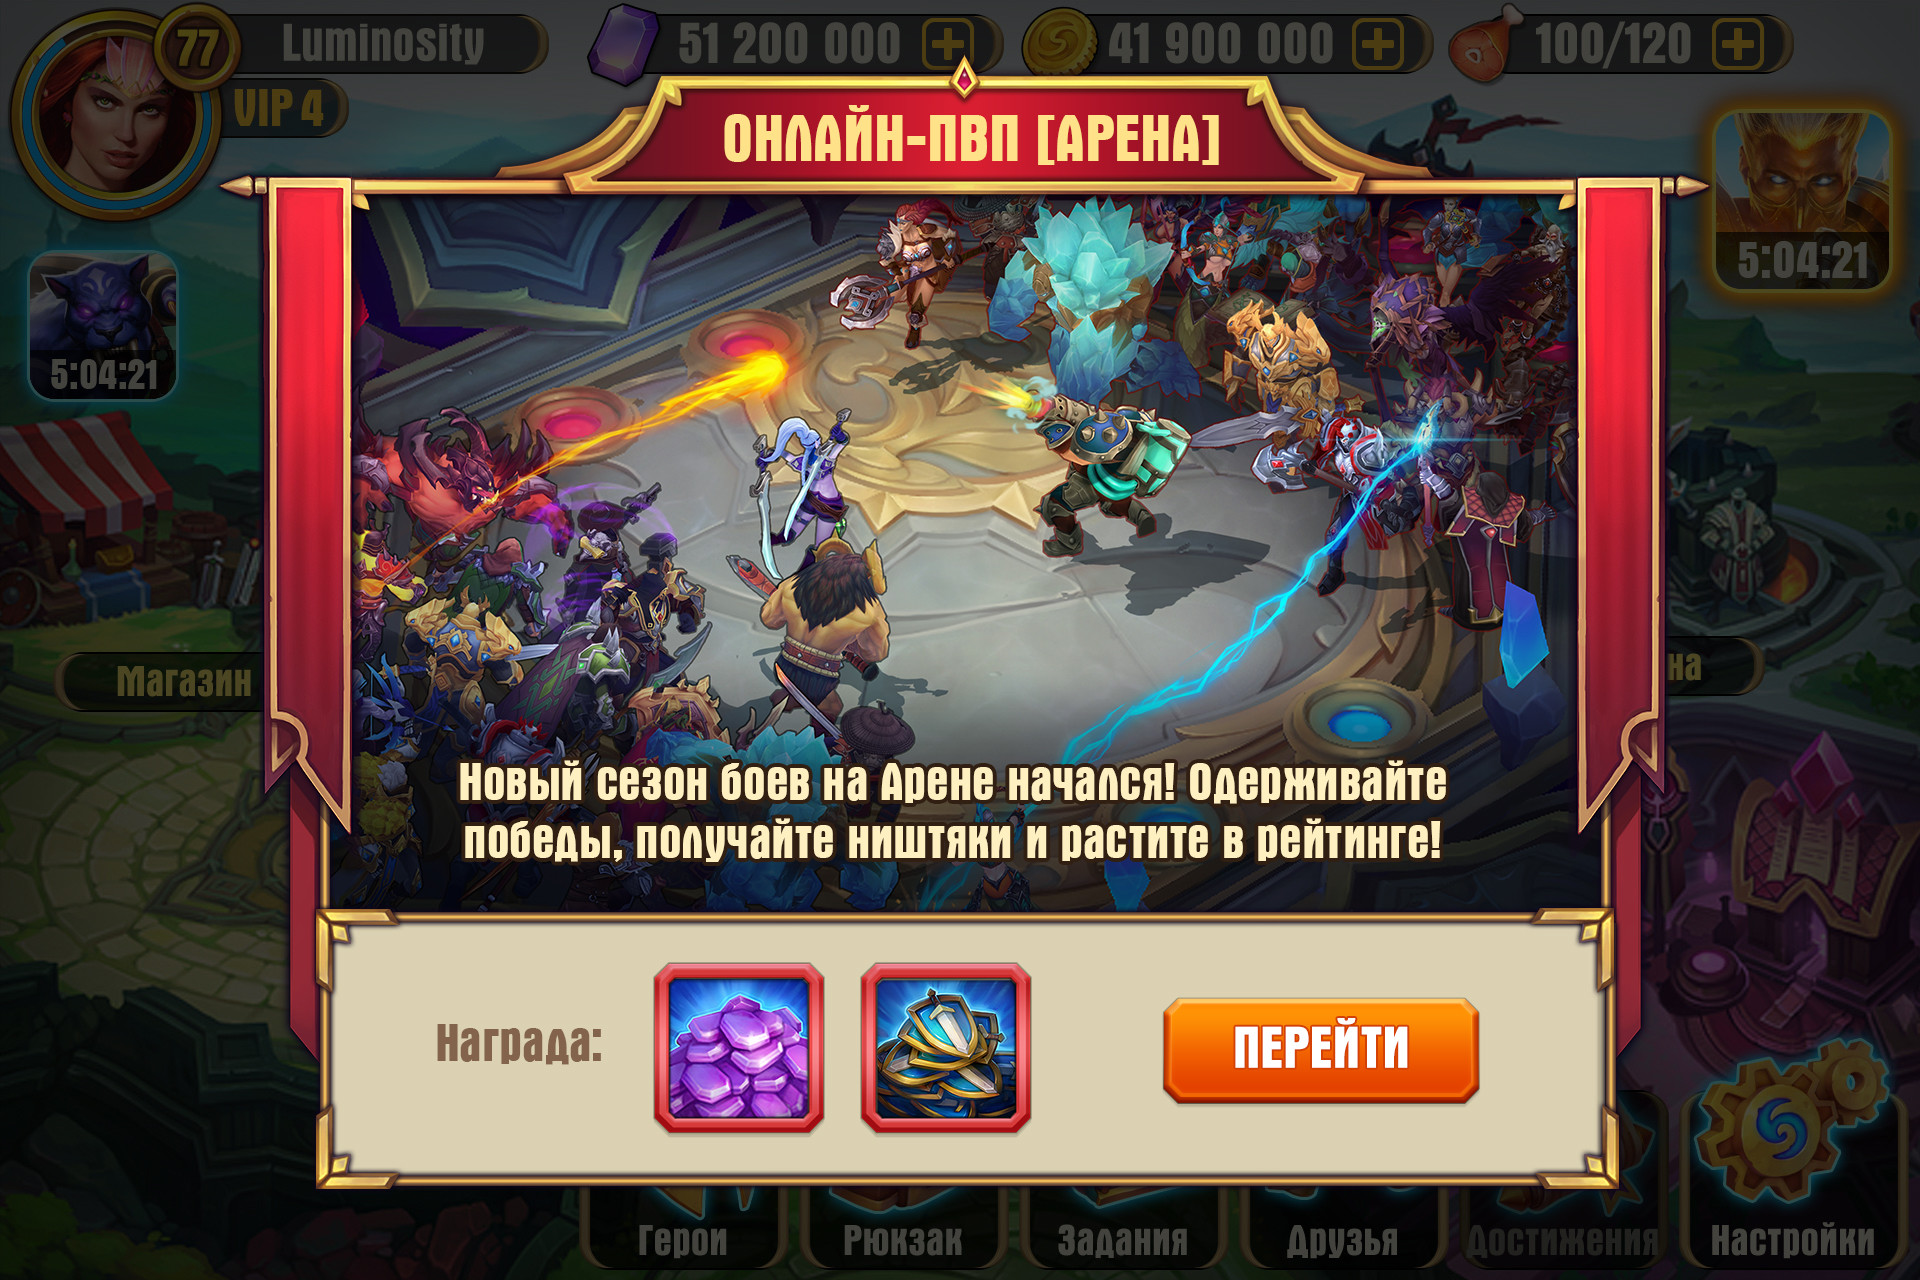 77
Luminosity
51 200 000
41 900 000
100/120
VIP 4
ОНЛАЙН-ПВП [АРЕНА]
5:04:21
5:04:21
Магазин
на
Новый сезон боев на Арене начался! Одерживайте
победы, получайте ништяки и растите в рейтинге!
Награда:
ПЕРЕЙТИ
Герои
Рюкзак
Задания
Друзья
Достижения
Настройки